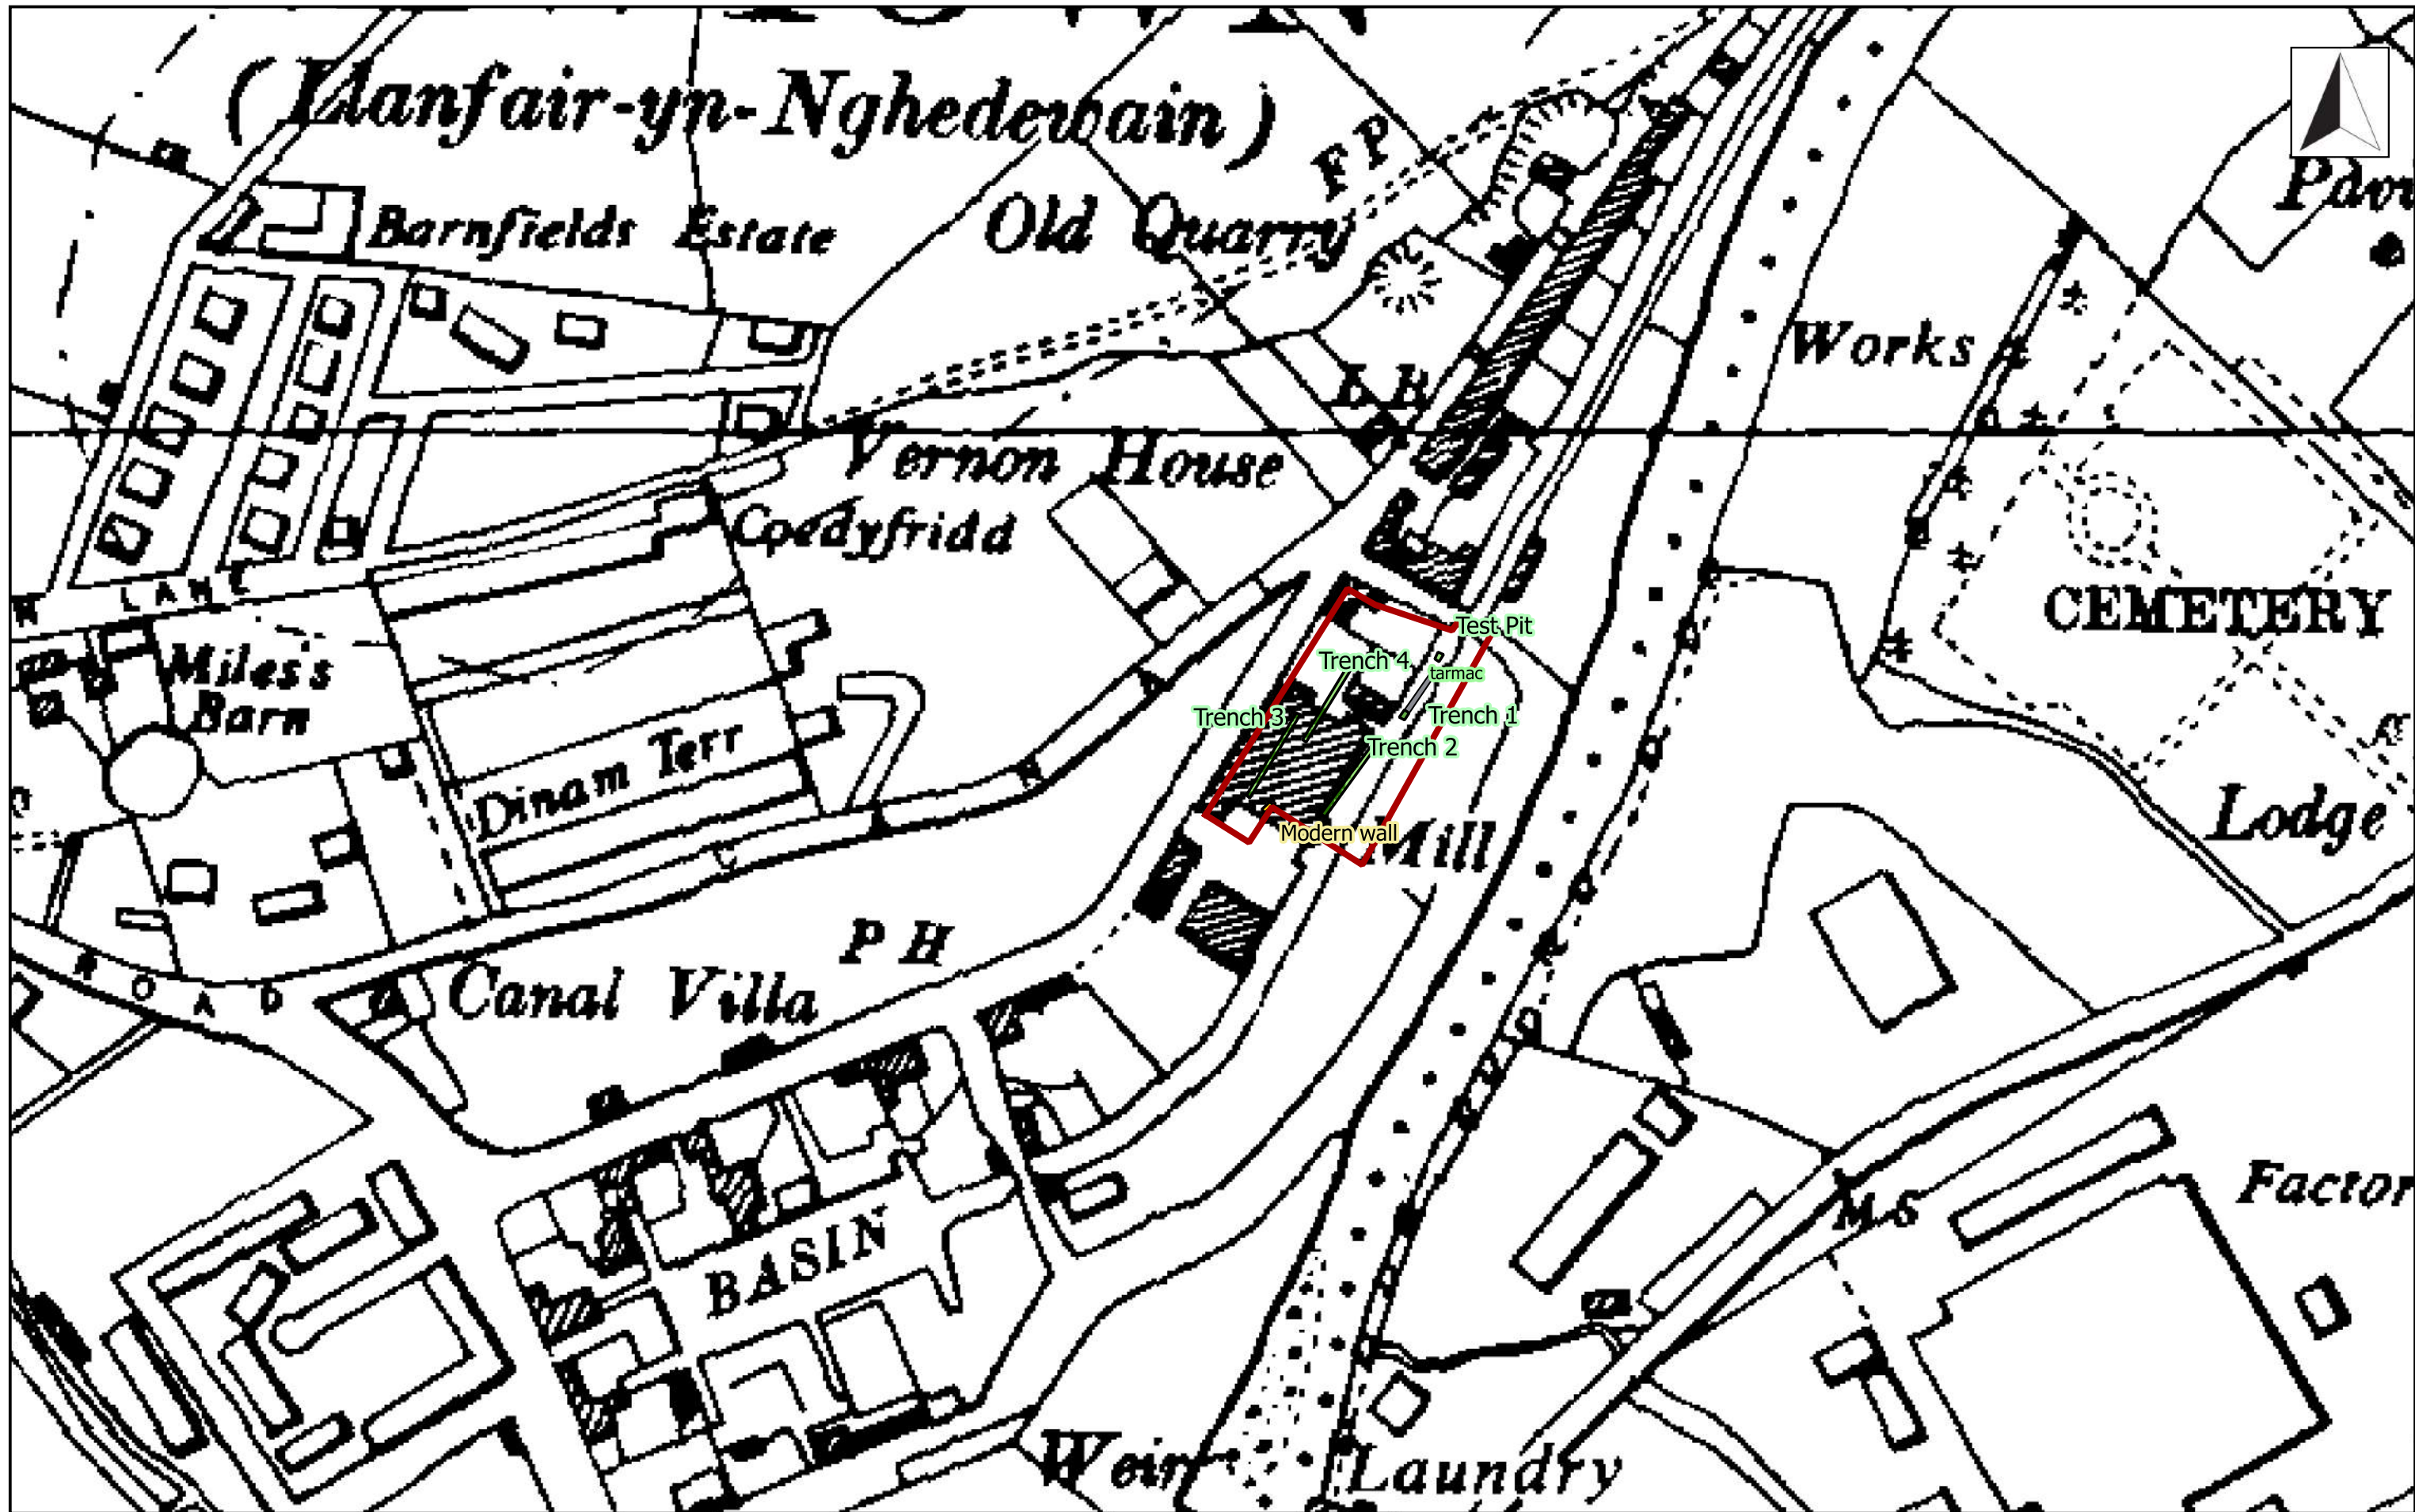 (Llanfair-yn-Nghedewain)
F P
Barnfields Estate
Old Quarry
Works
L B
Vernon House
Coedyfridd
LANE
CEMETERY
Miless
Barn
Test Pit
Trench 4
tarmac
Trench 3
Trench 1
Trench 2
Dinam Terr
Modern wall
Mill
Lodge
P H
ROAD
Canal Villa
BASIN
M S
Factor
Weir
Laundry